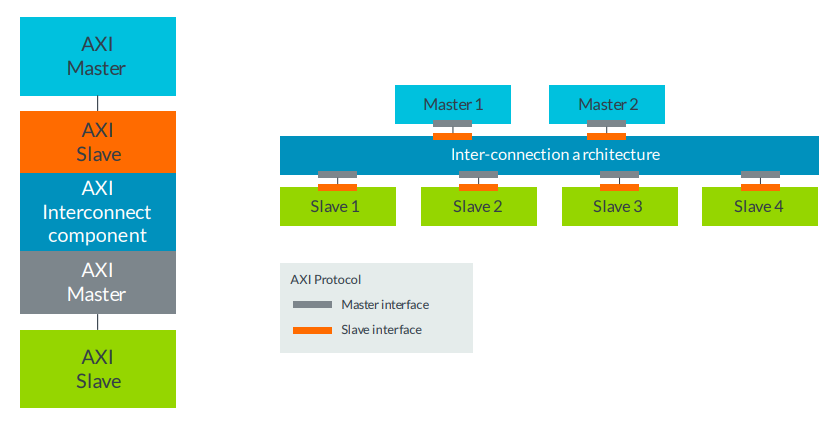 AXI
Master
AXI
Slave
AXI
Interconnect
component
AXI
Master
AXI
Slave
Master 1
Master 2
Inter-connection a rchitecture
Slave 1
Slave 2
Slave 3
Slave 4
AXI Protocol
Master interface
Slave interface